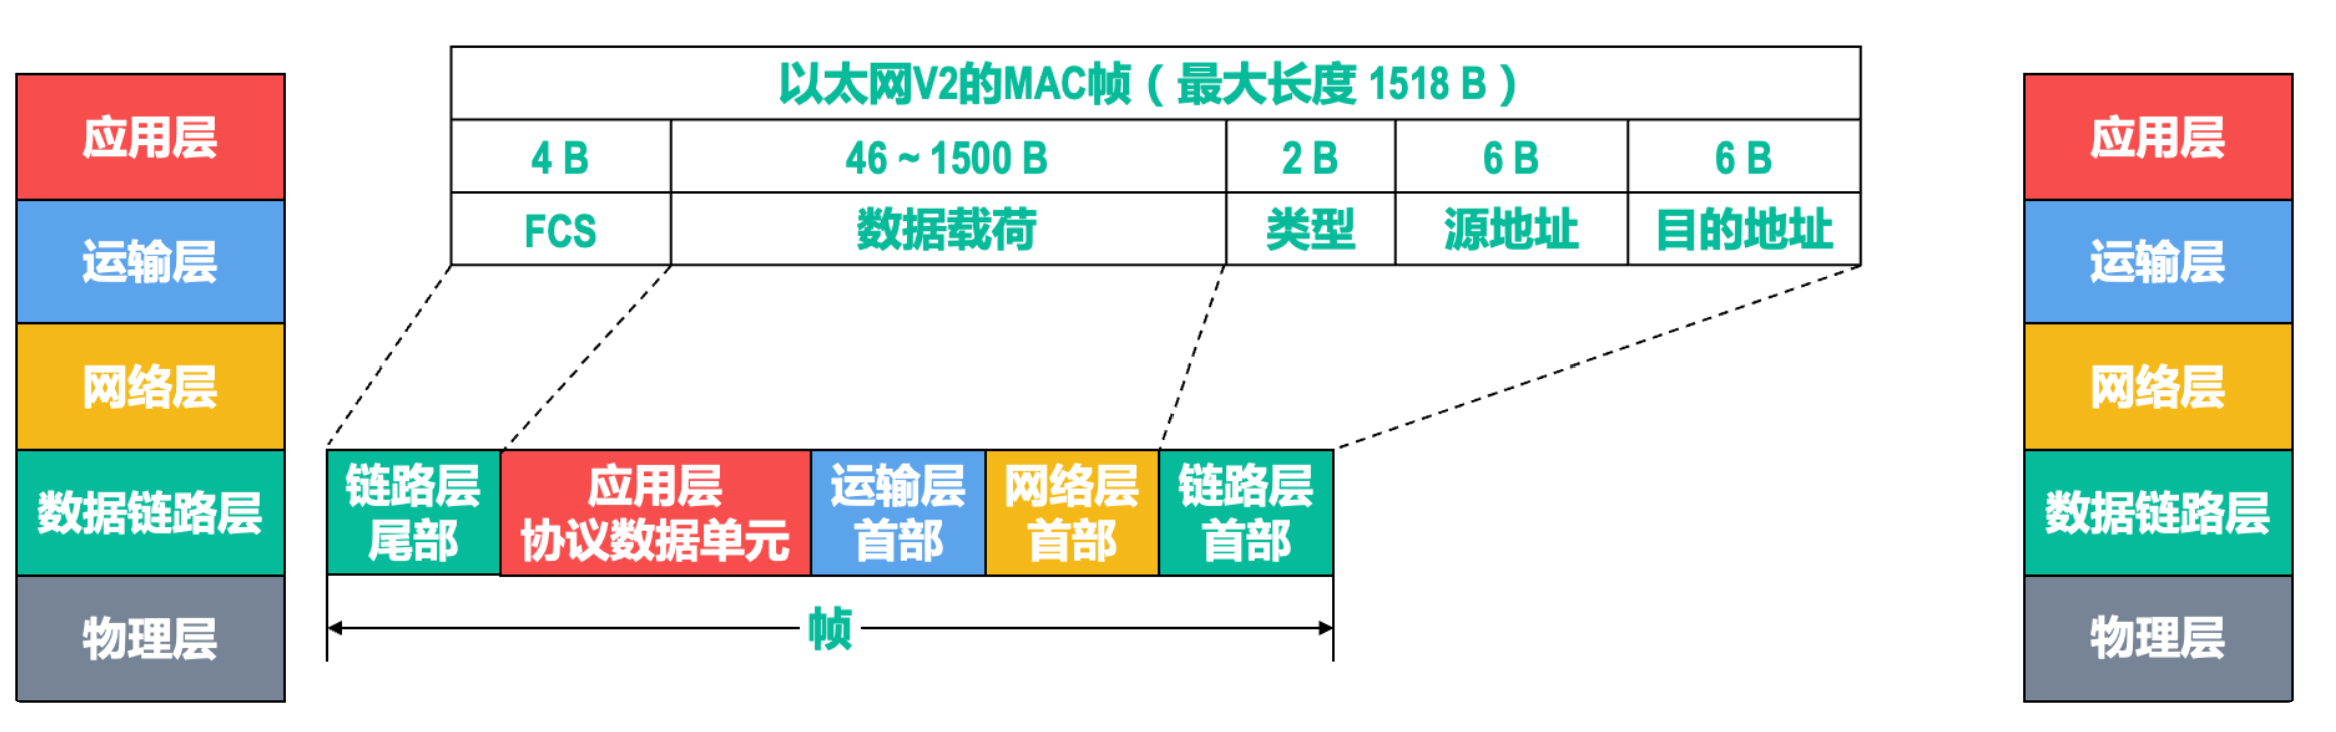 应用层
运输层
网络层
数据链路层
物理层
以太网V2的MAC帧（最大长度 1518 B）
4 B
46 ~ 1500 B
2 B
6 B
6 B
FCS
数据载荷
类型
源地址
目的地址
链路层
尾部
应用层
协议数据单元
运输层
首部
网络层
首部
链路层
首部
帧
应用层
运输层
网络层
数据链路层
物理层